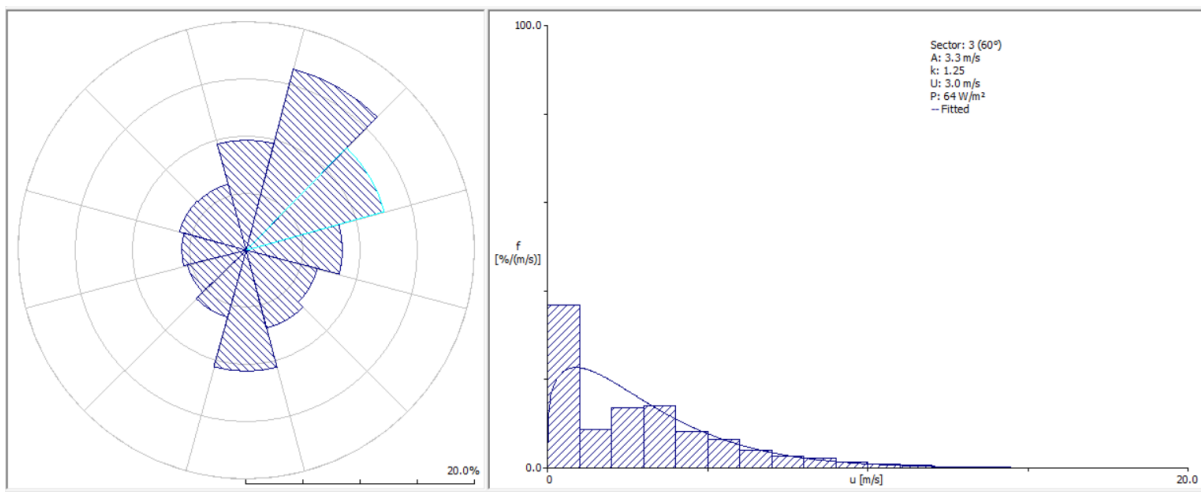 20.0%
100.0
f
[%/(m/s)]
0.0
u [m/s]
20.0
Sector: 3 (60°)
A: 3.3 m/s
k: 1.25
U: 3.0 m/s
P: 64 W/m²
-- Fitted